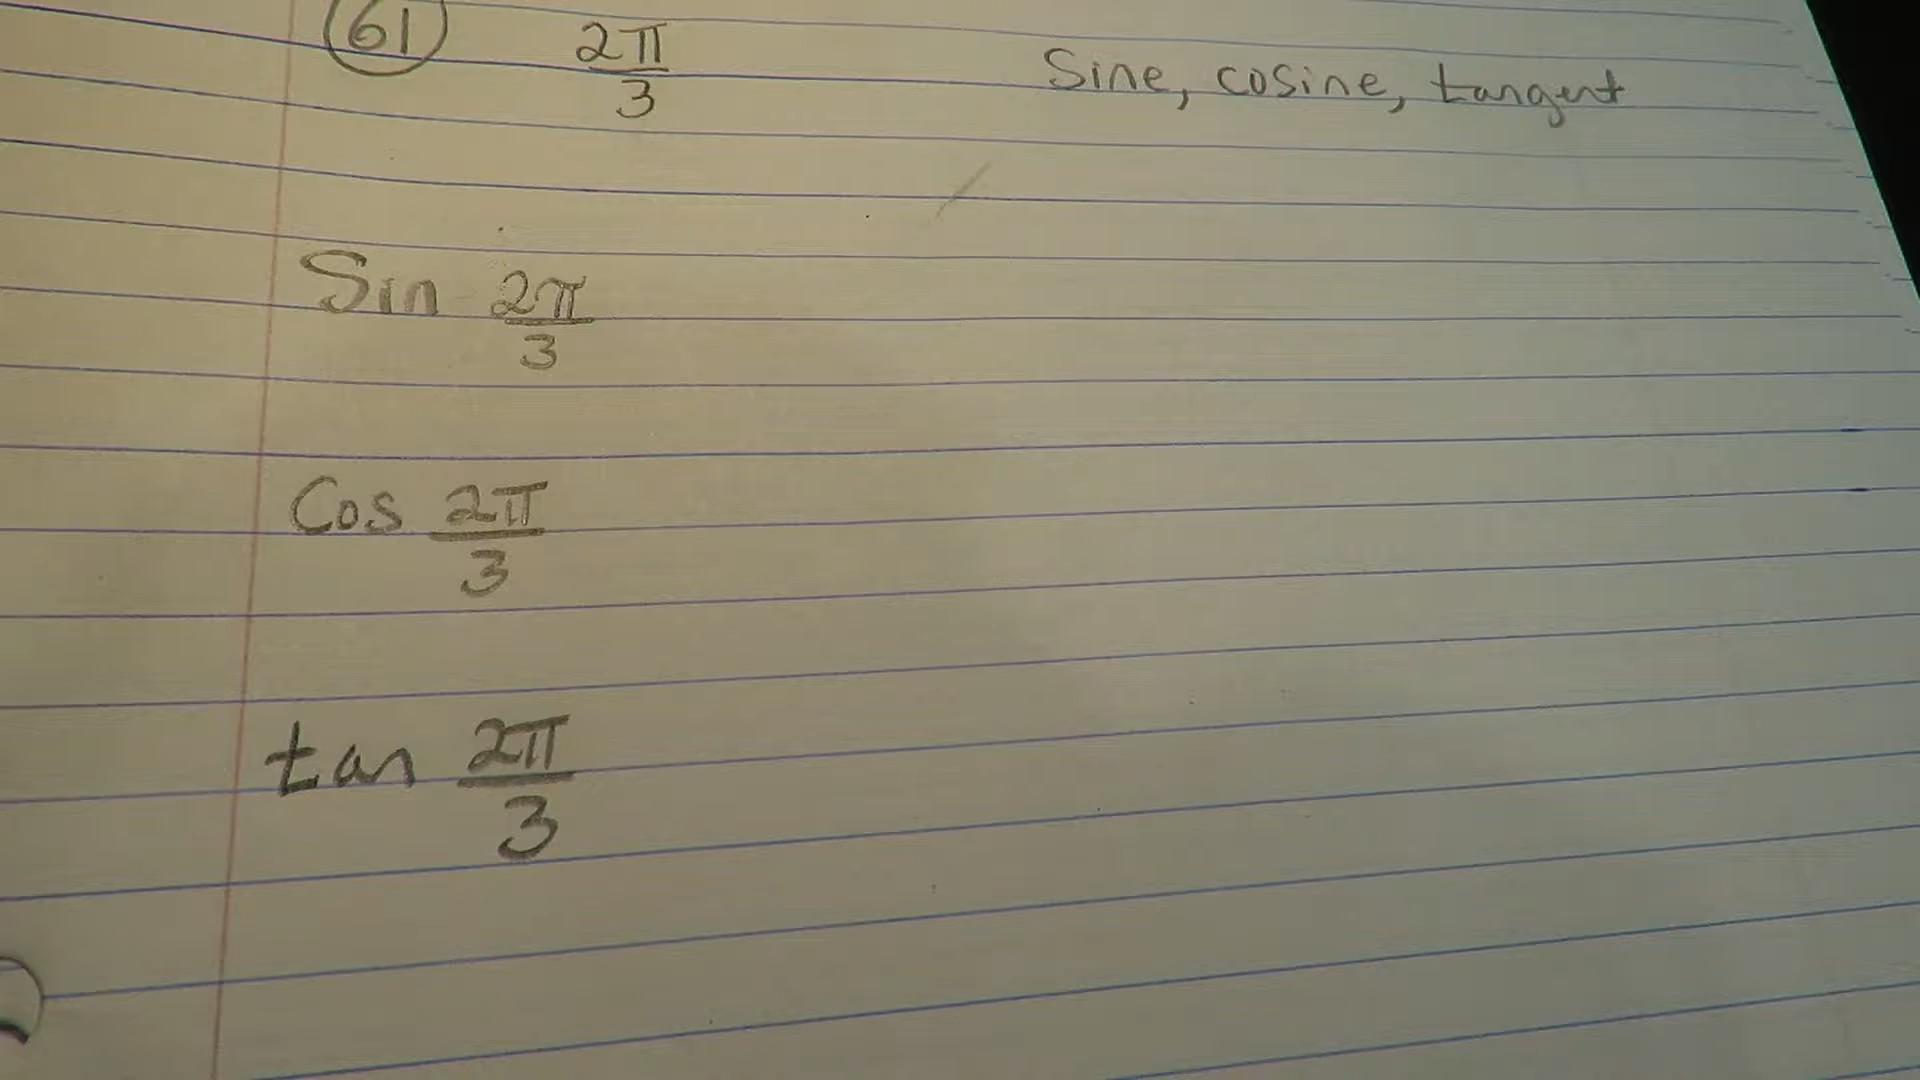 61 2π/3 Sine, cosine, tangent
Sin 2π/3
Cos 2π/3
tan 2π/3